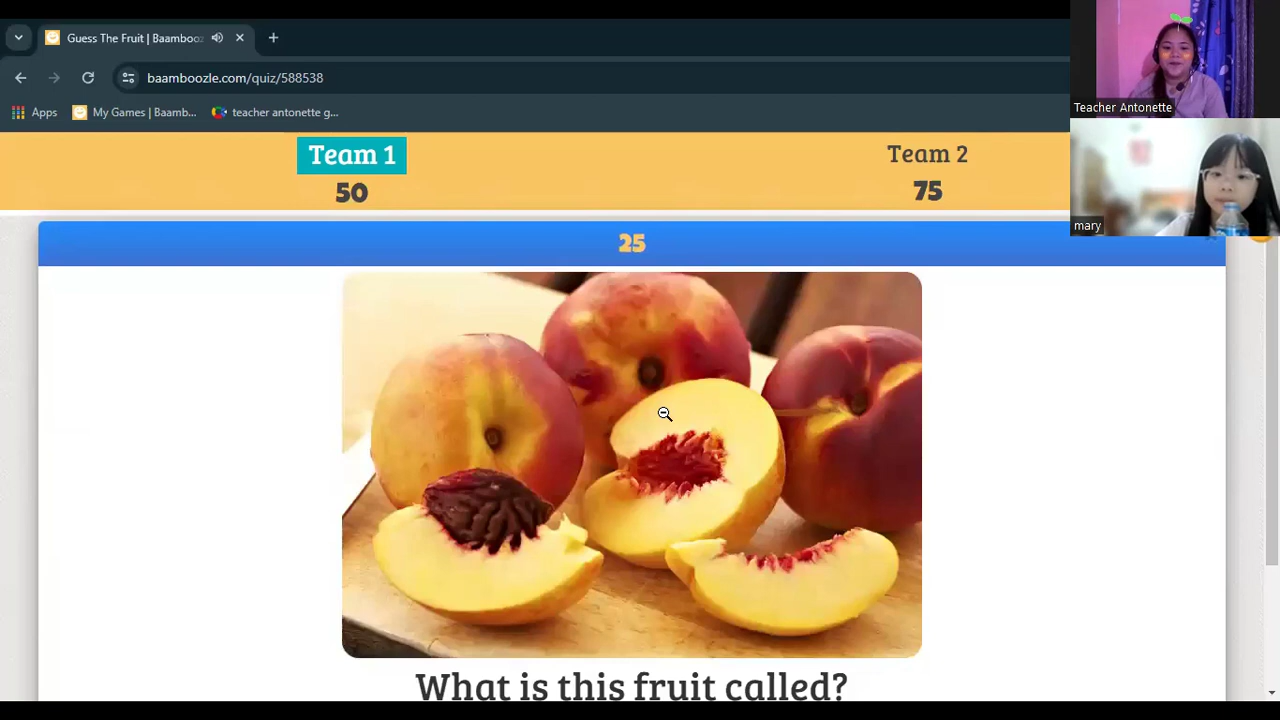 Guess The Fruit | Baambooz
baamboozle.com/quiz/588538
Apps
My Games | Baamb...
teacher antonette g...
Teacher Antonette
Team 1
Team 2
50
75
mary
25
What is this fruit called?